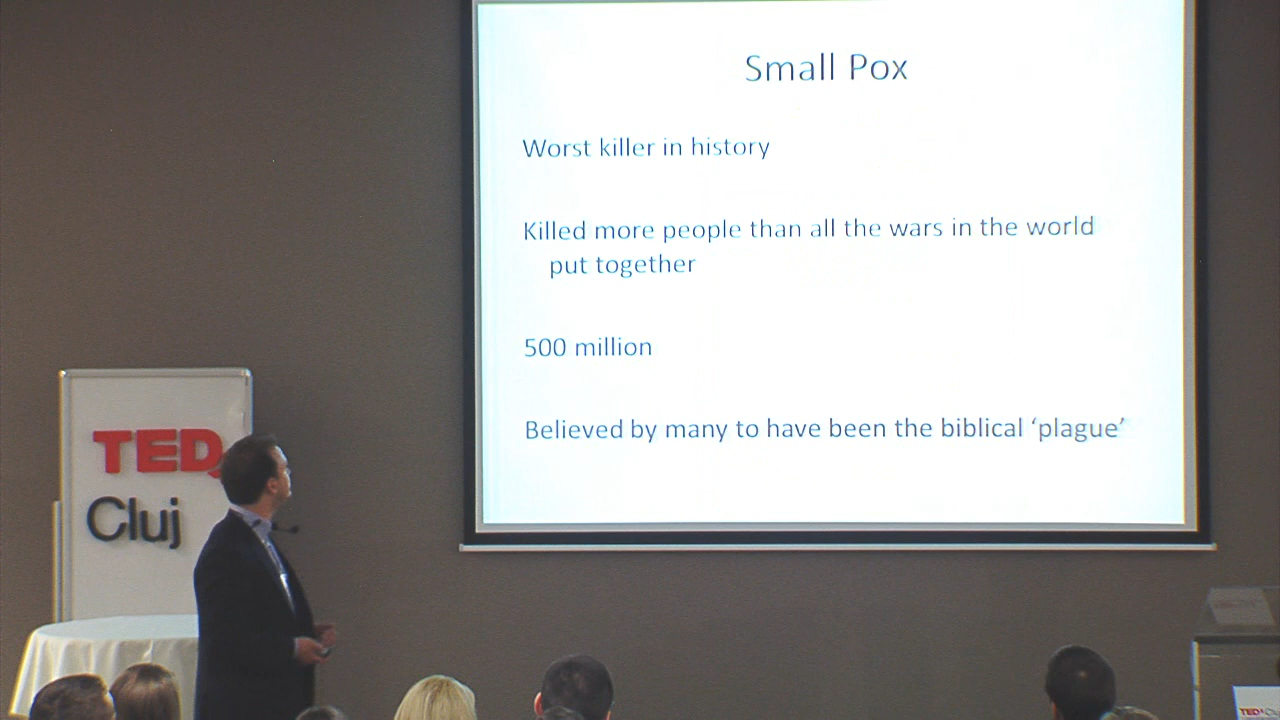 Small Pox
Worst killer in history
Killed more people than all the wars in the world
put together
500 million
Believed by many to have been the biblical ‘plague’
TED
Cluj
TED